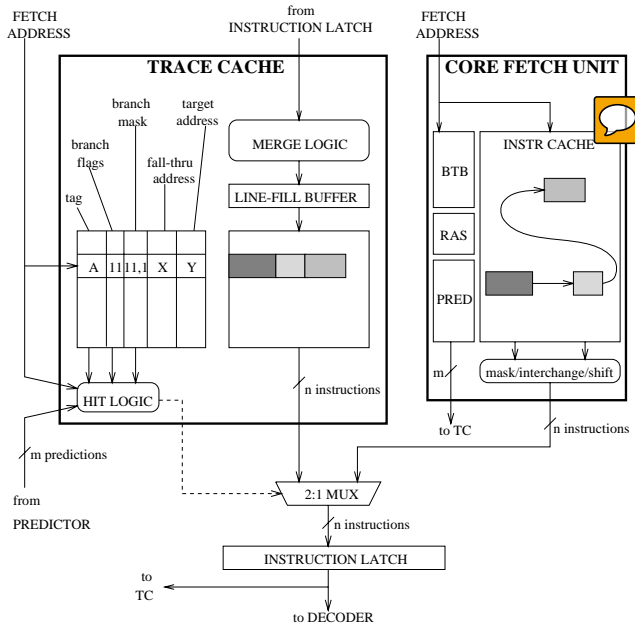 FETCH
ADDRESS
from
INSTRUCTION LATCH
FETCH
ADDRESS
TRACE CACHE
CORE FETCH UNIT
branch
mask
target
address
branch
flags
fall-thru
address
tag
MERGE LOGIC
LINE-FILL BUFFER
A
11
11,1
X
Y
HIT LOGIC
n instructions
m predictions
from
PREDICTOR
BTB
RAS
PRED
INSTR CACHE
m
mask/interchange/shift
to TC
n instructions
2:1 MUX
n instructions
INSTRUCTION LATCH
to
TC
to DECODER